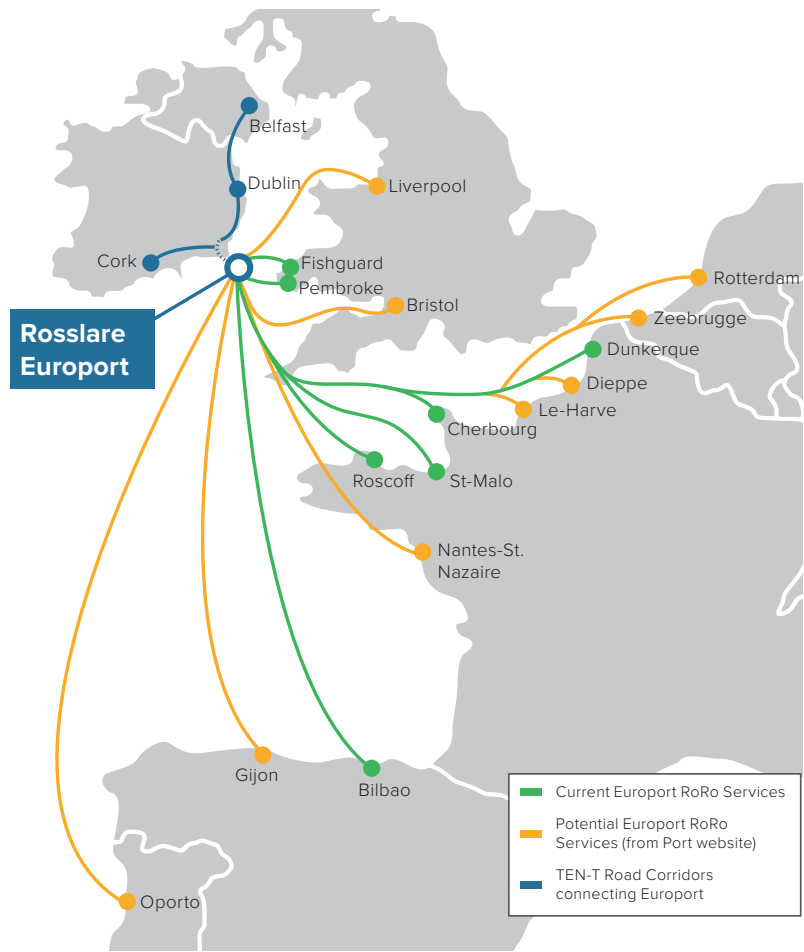 Belfast
Dublin
Liverpool
Cork
Fishguard
Pembroke
Rotterdam
Bristol
Zeebrugge
Rosslare
Europort
Dunkerque
Dieppe
Le-Harve
Cherbourg
Roscoff
St-Malo
Nantes-St.
Nazaire
Gijon
Bilbao
Current Europort RoRo Services
Potential Europort RoRo
Services (from Port website)
TEN-T Road Corridors
connecting Europort
Oporto